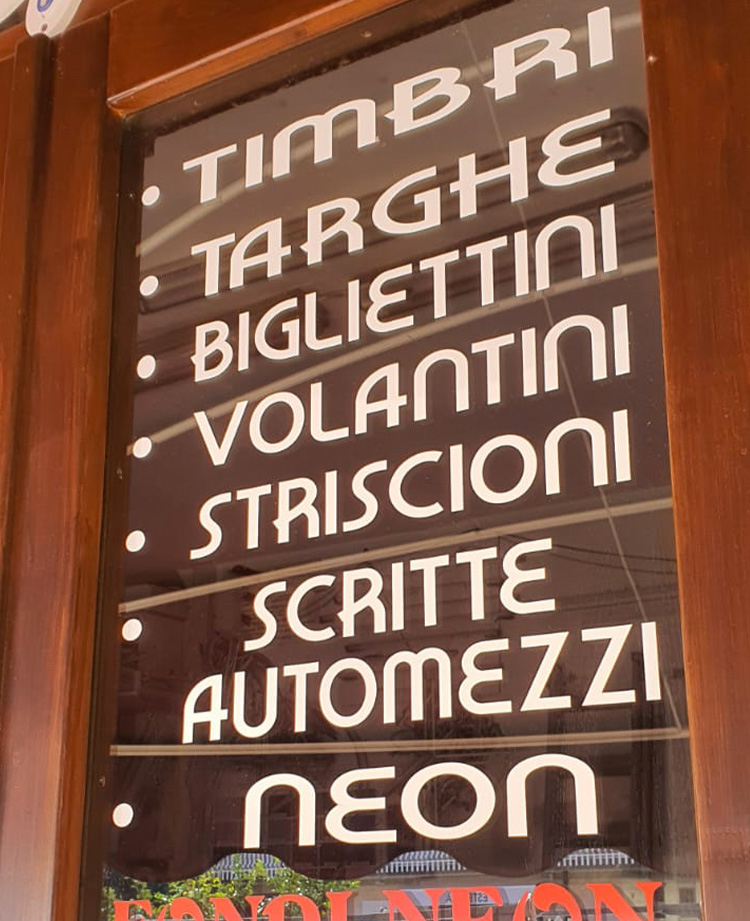 • TIMBRI
• TARGHE
• BIGLIETTINI
• VOLANTINI
• STRISCIONI
• SCRITTE
AUTOMEZZI
• NEON